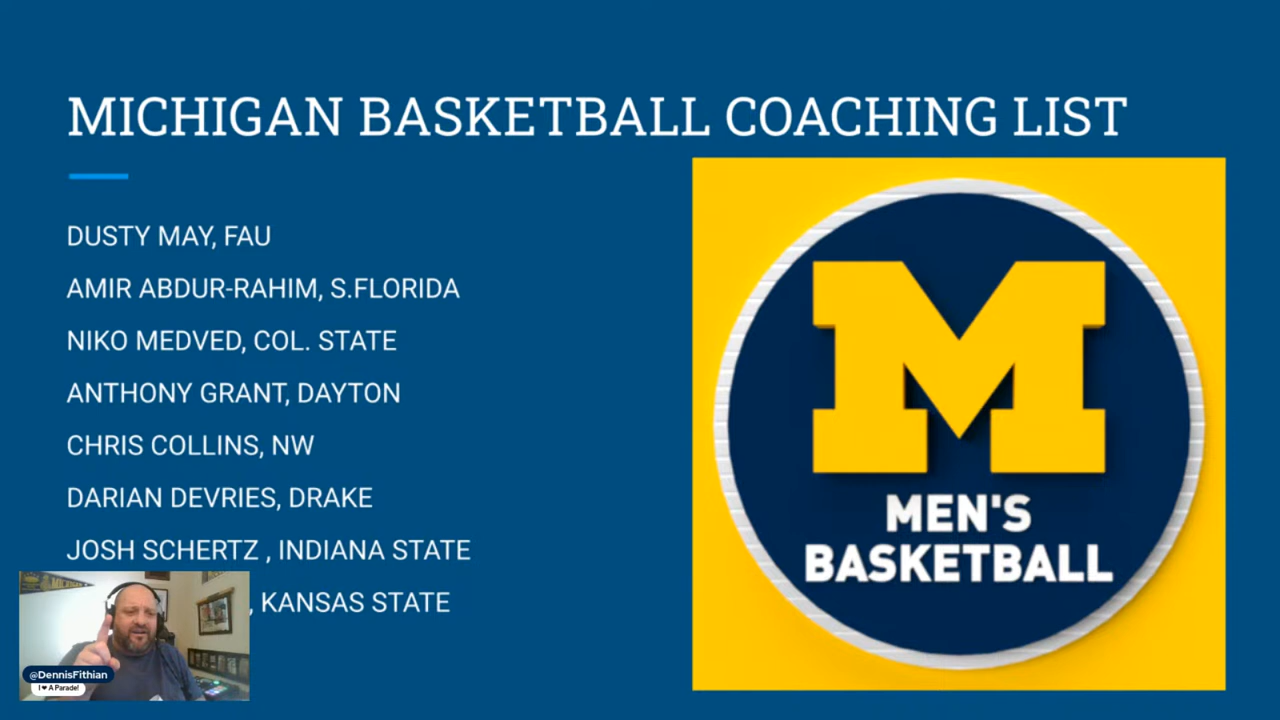 MICHIGAN BASKETBALL COACHING LIST
DUSTY MAY, FAU
AMIR ABDUR-RAHIM, S.FLORIDA
NIKO MEDVED, COL. STATE
ANTHONY GRANT, DAYTON
CHRIS COLLINS, NW
DARIAN DEVRIES, DRAKE
JOSH SCHERTZ , INDIANA STATE
, KANSAS STATE
M
MEN'S
BASKETBALL
@DennisFithian
I ❤ A Parade!